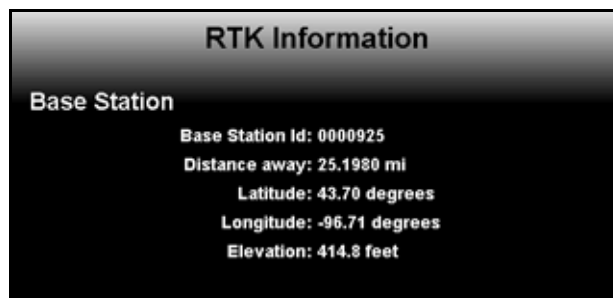 RTK Information
Base Station
Base Station Id: 0000925
Distance away: 25.1980 mi
Latitude: 43.70 degrees
Longitude: -96.71 degrees
Elevation: 414.8 feet